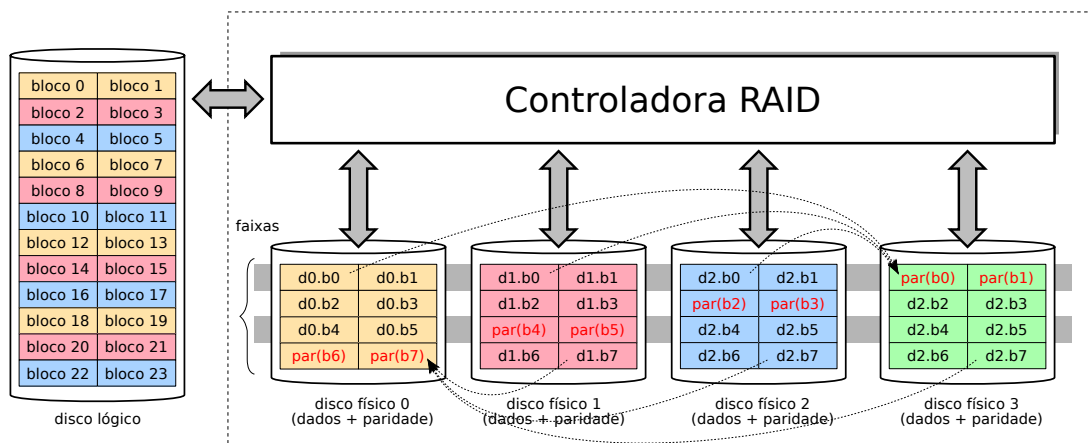 Controladora RAID
bloco 0 bloco 1
bloco 2 bloco 3
bloco 4 bloco 5
bloco 6 bloco 7
bloco 8 bloco 9
bloco 10 bloco 11
bloco 12 bloco 13
bloco 14 bloco 15
bloco 16 bloco 17
bloco 18 bloco 19
bloco 20 bloco 21
bloco 22 bloco 23
disco lógico
faixas
d0.b0 d0.b1
d0.b2 d0.b3
d0.b4 d0.b5
par(b6) par(b7)
disco físico 0
(dados + paridade)
d1.b0 d1.b1
d1.b2 d1.b3
par(b4) par(b5)
d1.b6 d1.b7
disco físico 1
(dados + paridade)
d2.b0 d2.b1
par(b2) par(b3)
d2.b4 d2.b5
d2.b6 d2.b7
disco físico 2
(dados + paridade)
par(b0) par(b1)
d2.b2 d2.b3
d2.b4 d2.b5
d2.b6 d2.b7
disco físico 3
(dados + paridade)